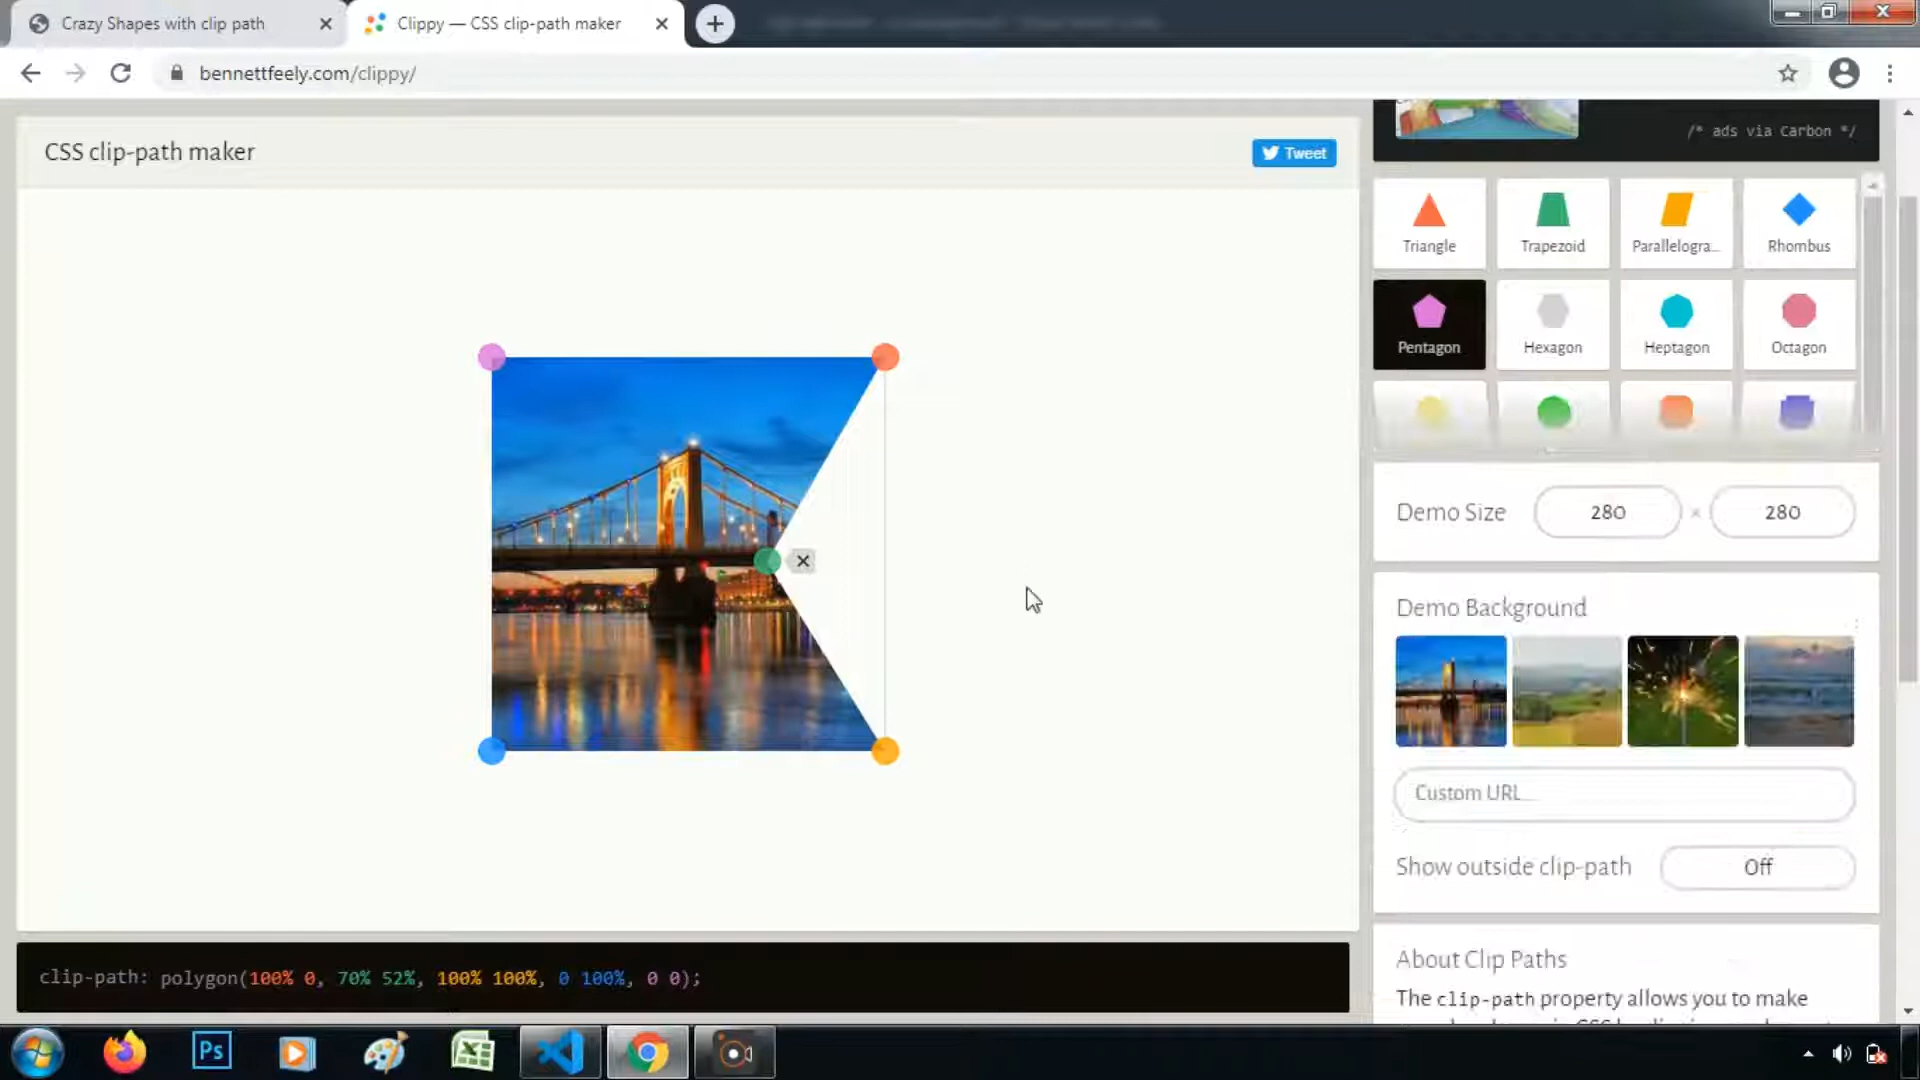 Crazy Shapes with clip path
Clippy — CSS clip-path maker
bennettfeely.com/clippy/
CSS clip-path maker
Tweet
/* ads via Carbon */
Triangle
Trapezoid
Parallelogra...
Rhombus
Pentagon
Hexagon
Heptagon
Octagon
Demo Size
280
×
280
Demo Background
Custom URL...
Show outside clip-path
Off
clip-path: polygon(100% 0, 70% 52%, 100% 100%, 0 100%, 0 0);
About Clip Paths
The clip-path property allows you to make
Ps